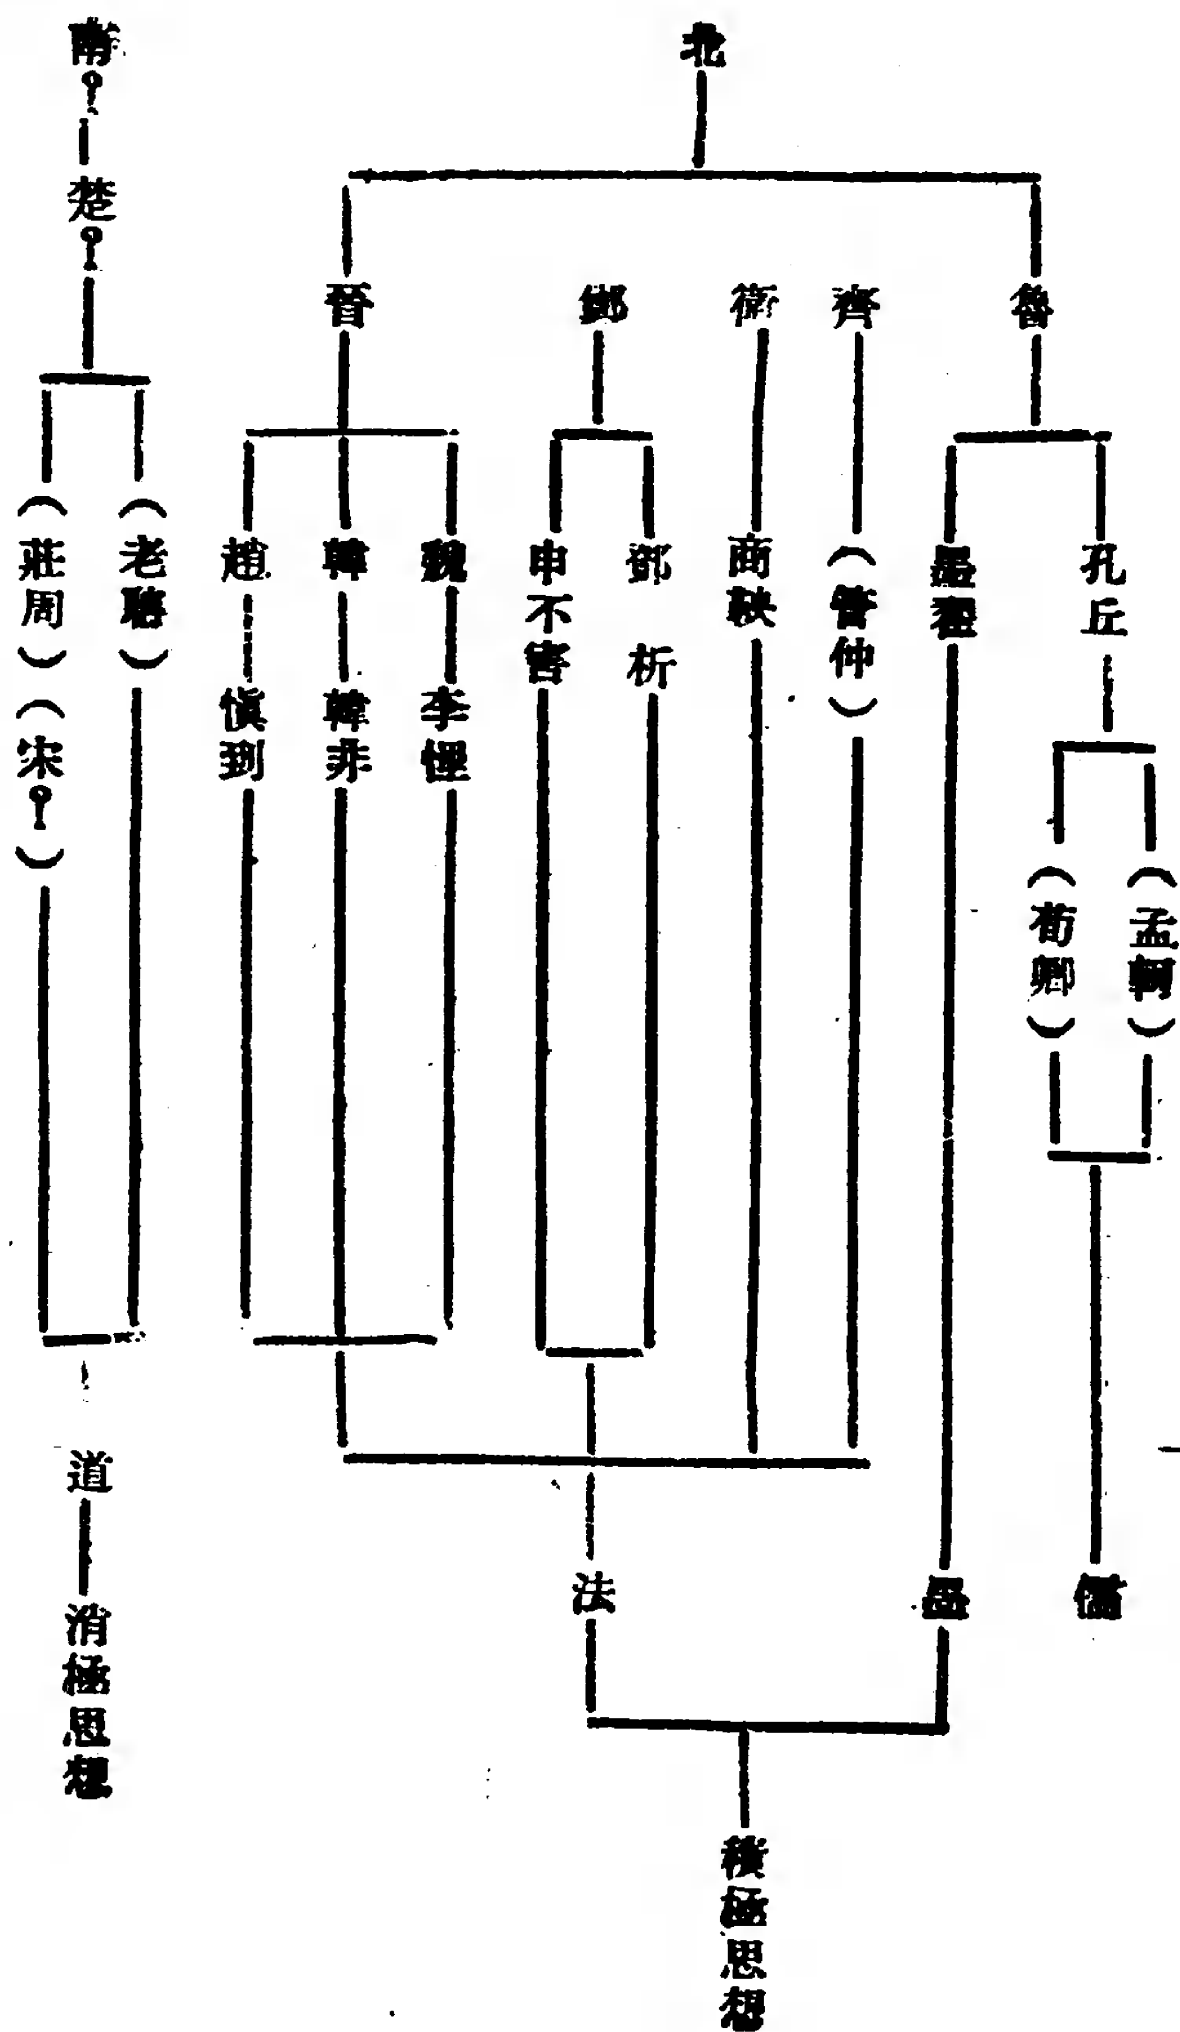 北
魯
孔丘
(孟軻)
(荀卿)
儒
墨翟
墨
齊
(管仲)
衛
商鞅
鄭
鄧析
申不害
晉
魏
李悝
韓
韓非
趙
慎到
法
積極思想
南
楚
(老聃)
(莊周)(宋)
道
消極思想